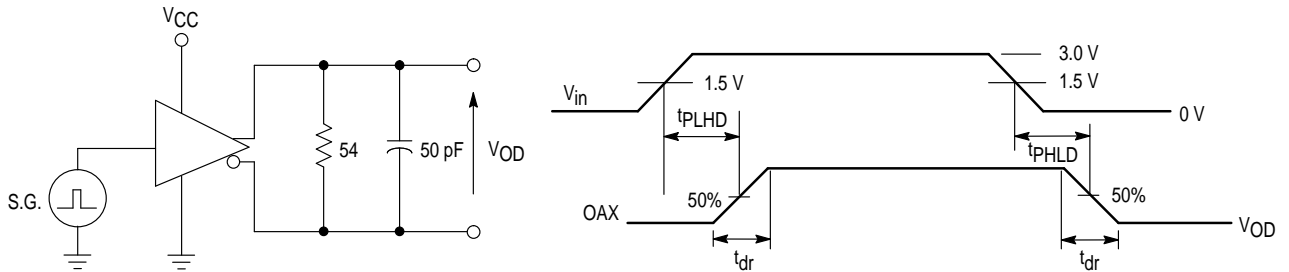 VCC
S.G.
54
50 pF
VOD
Vin
1.5 V
tPLHD
3.0 V
1.5 V
0 V
tPHLD
OAX
50%
50%
VOD
tdr
tdr